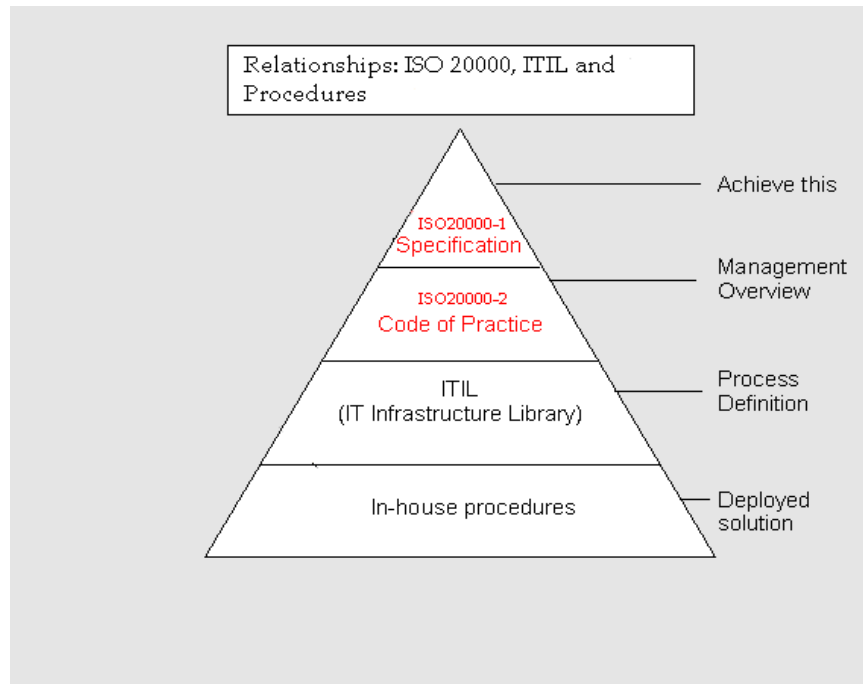 Relationships: ISO 20000, ITIL and
Procedures
Achieve this
ISO20000-1
Specification
Management
Overview
ISO20000-2
Code of Practice
Process
Definition
ITIL
(IT Infrastructure Library)
In-house procedures
Deployed
solution